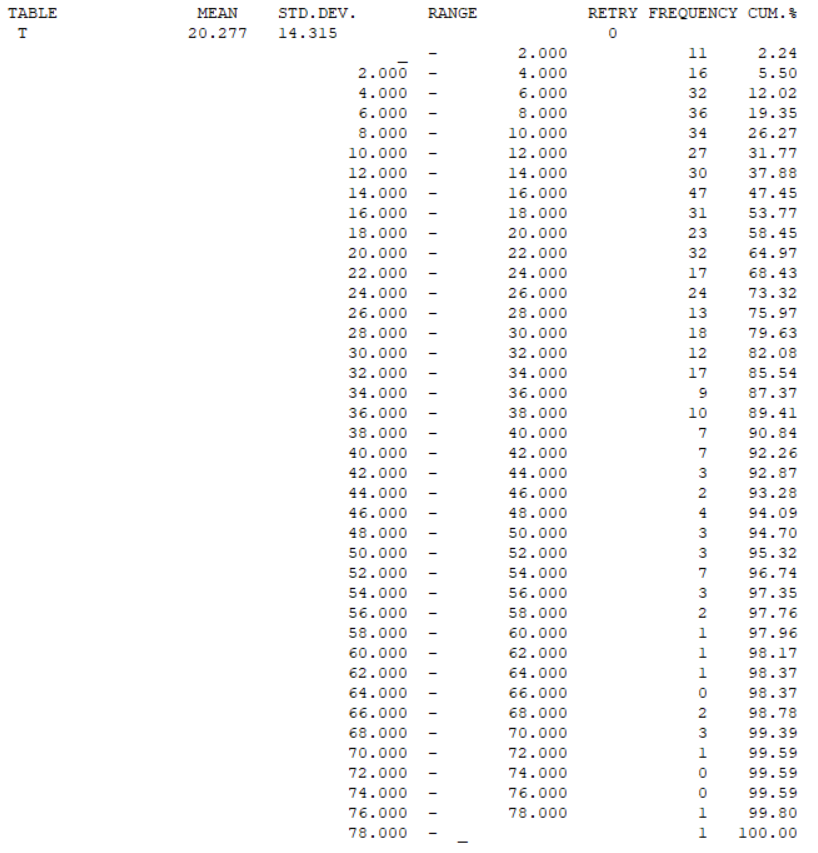 TABLE MEAN STD.DEV. RANGE RETRY FREQUENCY CUM.%
T 20.277 14.315 0
_ - 2.000 11 2.24
2.000 - 4.000 16 5.50
4.000 - 6.000 32 12.02
6.000 - 8.000 36 19.35
8.000 - 10.000 34 26.27
10.000 - 12.000 27 31.77
12.000 - 14.000 30 37.88
14.000 - 16.000 47 47.45
16.000 - 18.000 31 53.77
18.000 - 20.000 23 58.45
20.000 - 22.000 32 64.97
22.000 - 24.000 17 68.43
24.000 - 26.000 24 73.32
26.000 - 28.000 13 75.97
28.000 - 30.000 18 79.63
30.000 - 32.000 12 82.08
32.000 - 34.000 17 85.54
34.000 - 36.000 9 87.37
36.000 - 38.000 10 89.41
38.000 - 40.000 7 90.84
40.000 - 42.000 7 92.26
42.000 - 44.000 3 92.87
44.000 - 46.000 2 93.28
46.000 - 48.000 4 94.09
48.000 - 50.000 3 94.70
50.000 - 52.000 3 95.32
52.000 - 54.000 7 96.74
54.000 - 56.000 3 97.35
56.000 - 58.000 2 97.76
58.000 - 60.000 1 97.96
60.000 - 62.000 1 98.17
62.000 - 64.000 1 98.37
64.000 - 66.000 0 98.37
66.000 - 68.000 2 98.78
68.000 - 70.000 3 99.39
70.000 - 72.000 1 99.59
72.000 - 74.000 0 99.59
74.000 - 76.000 0 99.59
76.000 - 78.000 1 99.80
78.000 - _ 1 100.00